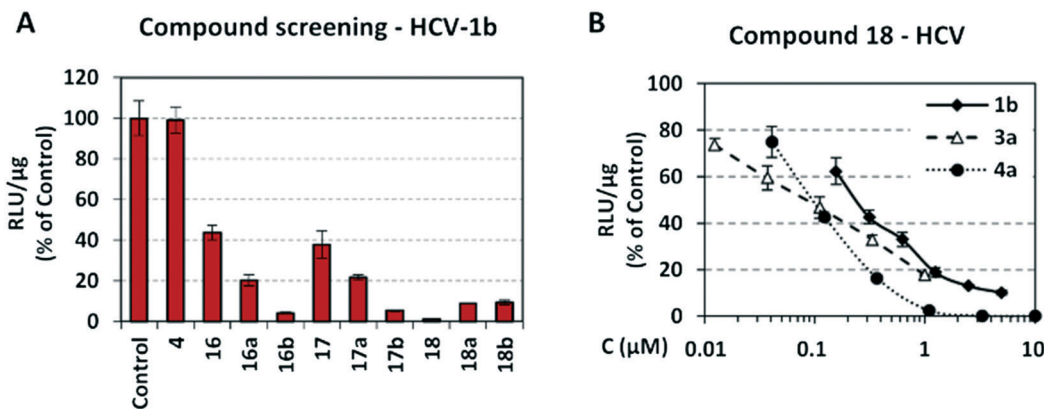 A
Compound screening - HCV-1b
RLU/µg
(% of Control)
120
100
80
60
40
20
0
Control
4
16
16a
16b
17
17a
17b
18
18a
18b
B
Compound 18 - HCV
RLU/µg
(% of Control)
100
80
60
40
20
0
1b
3a
4a
C (µM)
0.01
0.1
1
10